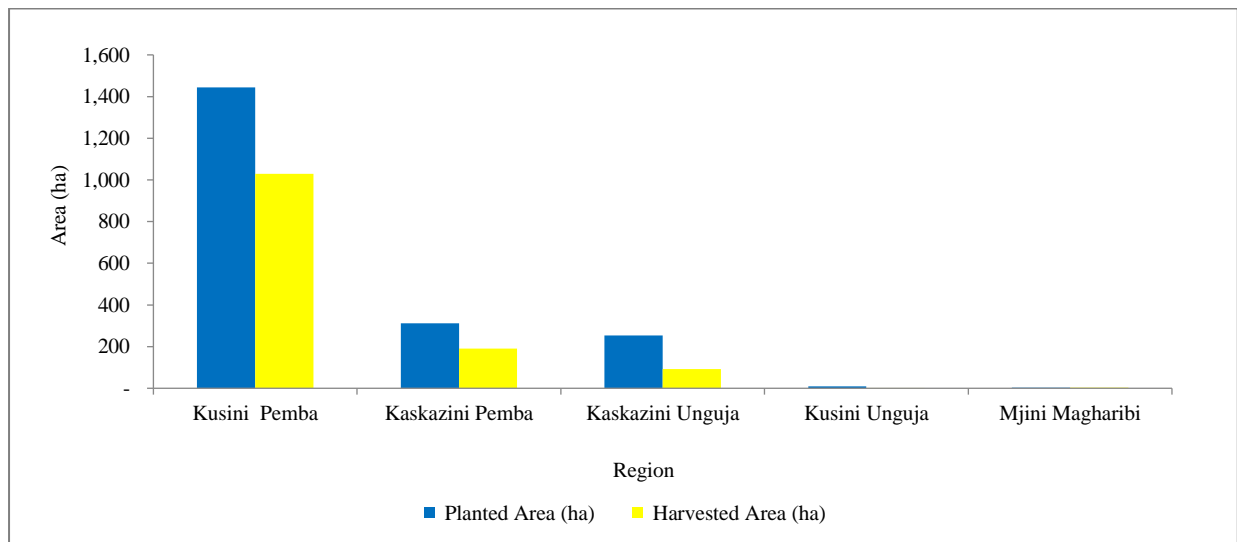 1,600
1,400
1,200
1,000
800
600
400
200
-
Area (ha)
Kusini Pemba
Kaskazini Pemba
Kaskazini Unguja
Kusini Unguja
Mjini Magharibi
Region
Planted Area (ha)
Harvested Area (ha)